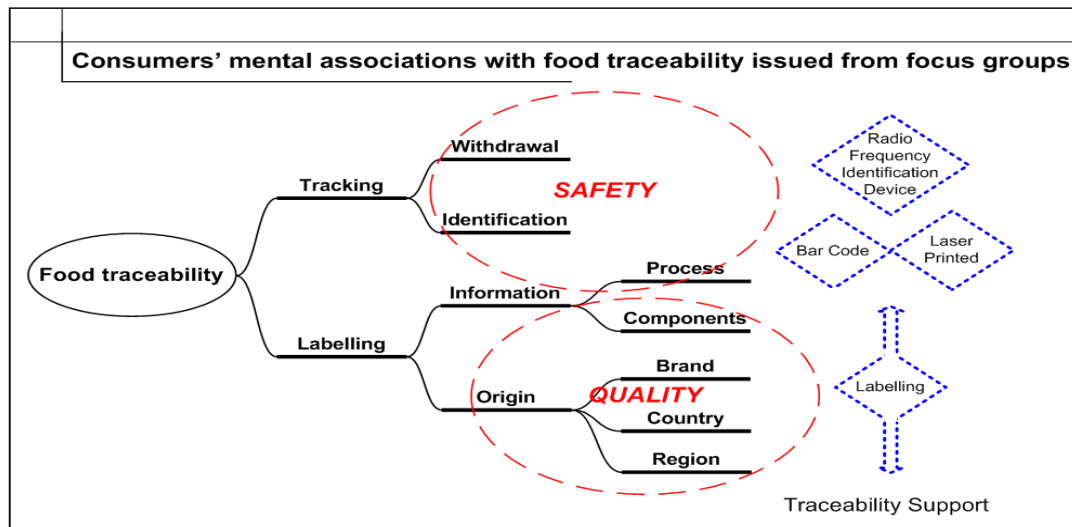 Consumers’ mental associations with food traceability issued from focus groups
Withdrawal
Tracking
SAFETY
Identification
Food traceability
Information
Process
Components
Labelling
Brand
QUALITY
Origin
Country
Region
Radio
Frequency
Identification
Device
Bar Code
Laser
Printed
Labelling
Traceability Support